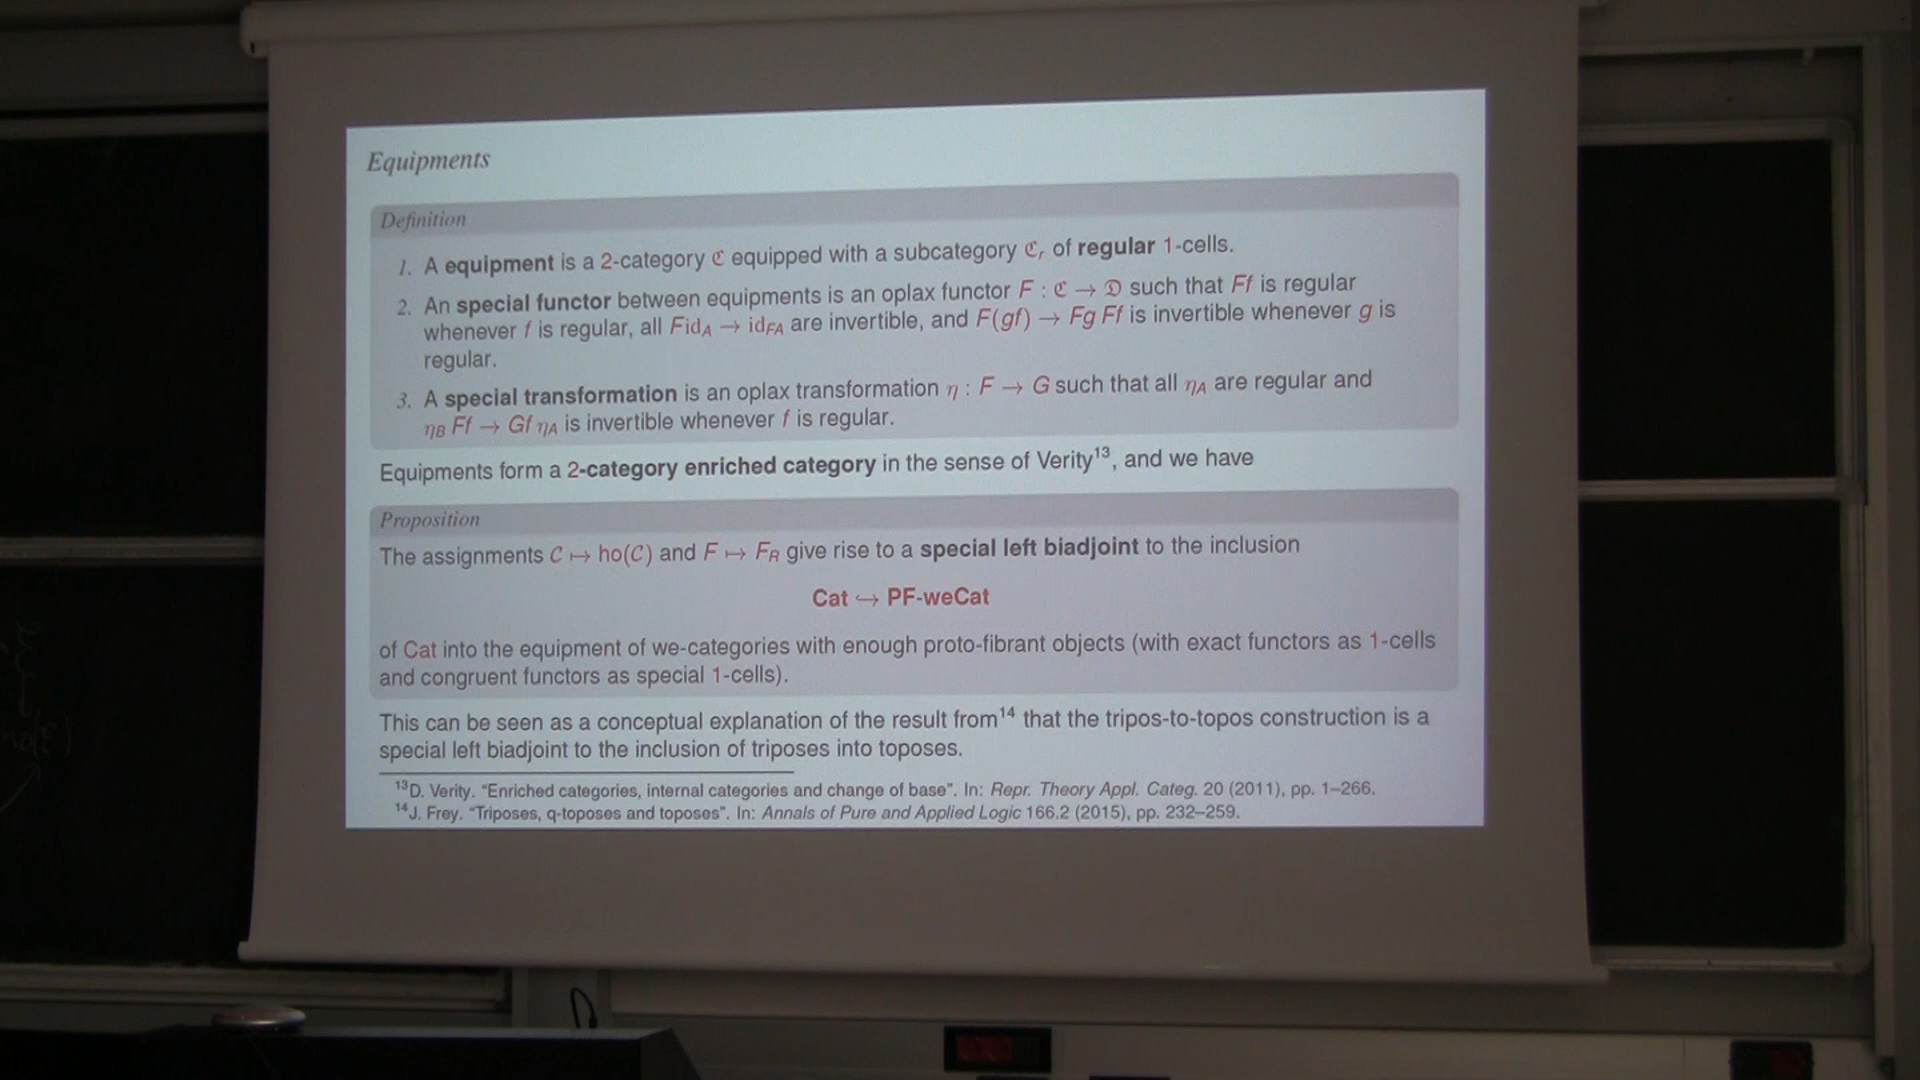 Equipments
Definition
1. A equipment is a 2-category ℭ equipped with a subcategory ℭᵣ of regular 1-cells.
2. An special functor between equipments is an oplax functor F : ℭ → 𝔇 such that Ff is regular
whenever f is regular, all Fid_A → id_FA are invertible, and F(gf) → Fg Ff is invertible whenever g is
regular.
3. A special transformation is an oplax transformation η : F → G such that all η_A are regular and
η_B Ff → Gf η_A is invertible whenever f is regular.
Equipments form a 2-category enriched category in the sense of Verity¹³, and we have
Proposition
The assignments 𝒞 ↦ ho(𝒞) and F ↦ F_R give rise to a special left biadjoint to the inclusion
Cat ↪ PF-weCat
of Cat into the equipment of we-categories with enough proto-fibrant objects (with exact functors as 1-cells
and congruent functors as special 1-cells).
This can be seen as a conceptual explanation of the result from¹⁴ that the tripos-to-topos construction is a
special left biadjoint to the inclusion of triposes into toposes.
¹³D. Verity. “Enriched categories, internal categories and change of base”. In: Repr. Theory Appl. Categ. 20 (2011), pp. 1–266.
¹⁴J. Frey. “Triposes, q-toposes and toposes”. In: Annals of Pure and Applied Logic 166.2 (2015), pp. 232–259.